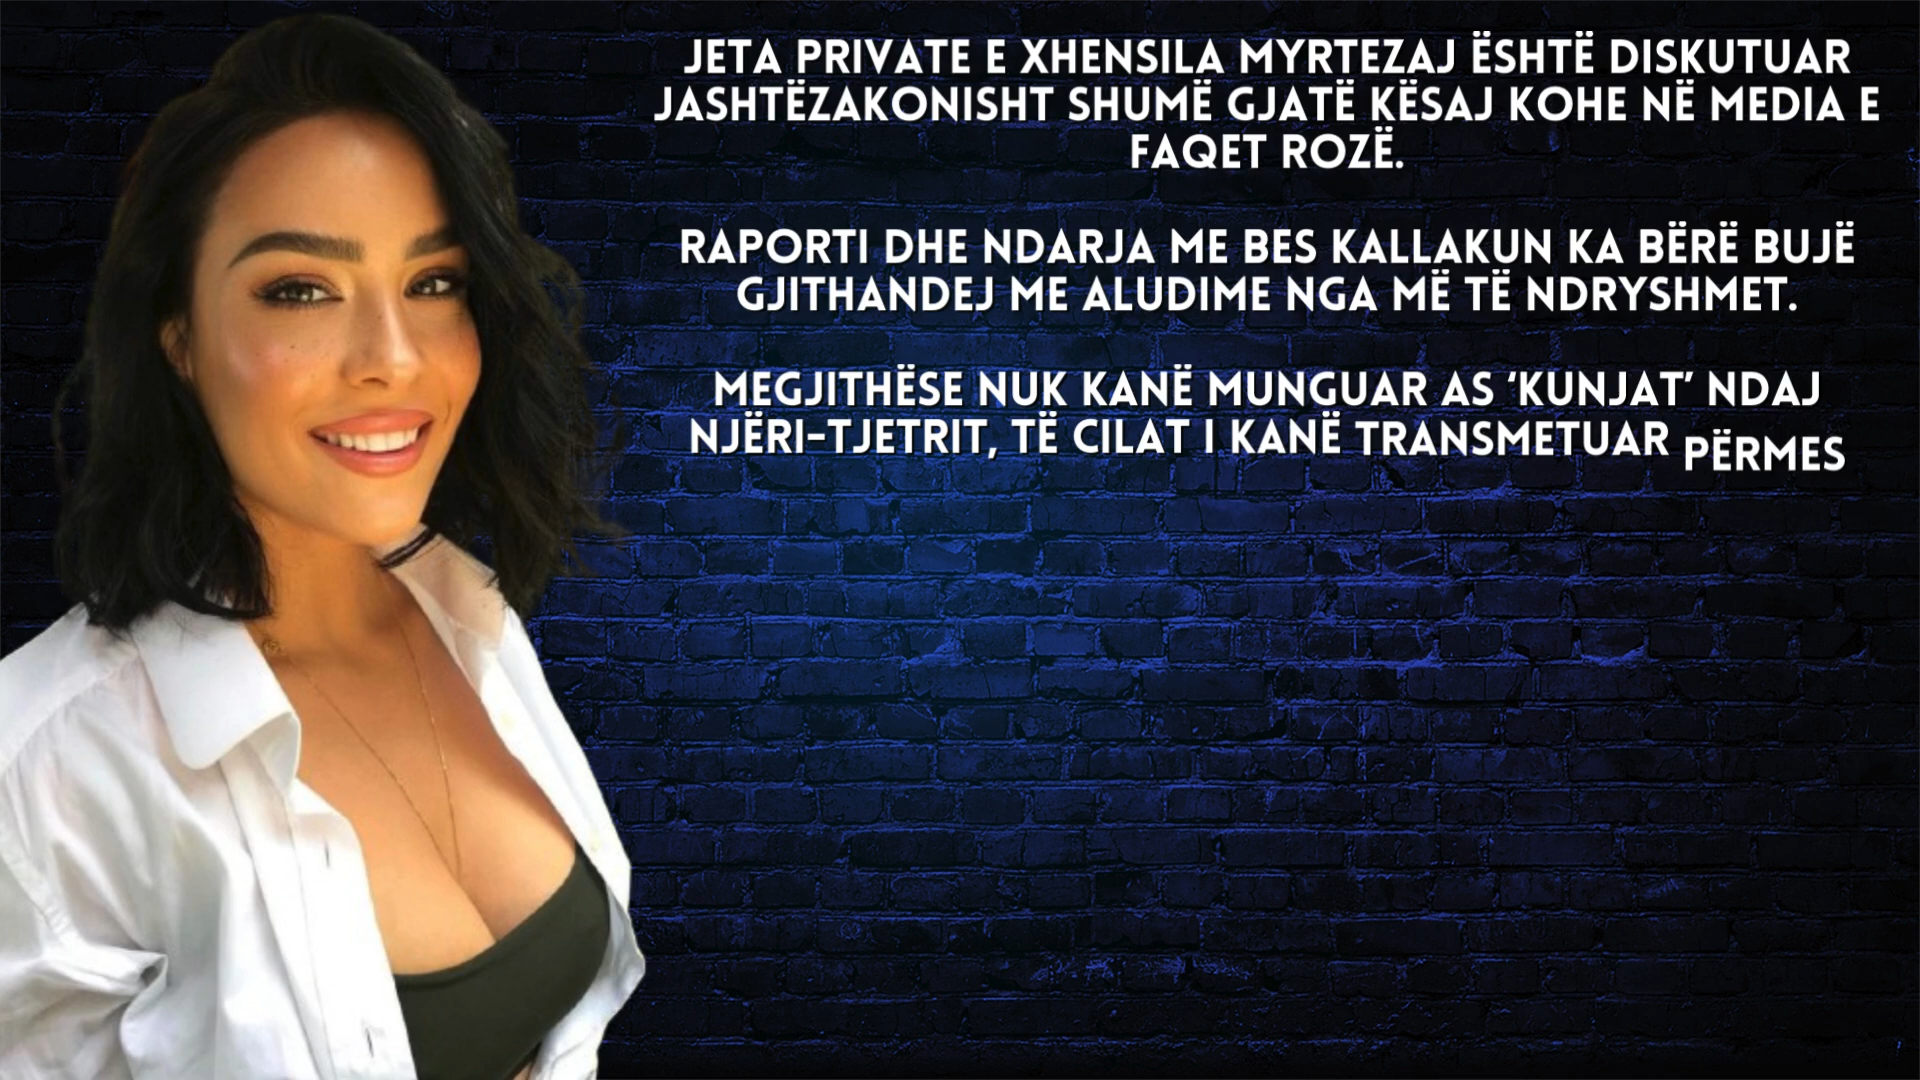 JETA PRIVATE E XHENSILA MYRTEZAJ ËSHTË DISKUTUAR
JASHTËZAKONISHT SHUMË GJATË KËSAJ KOHE NË MEDIA E
FAQET ROZË.
RAPORTI DHE NDARJA ME BES KALLAKUN KA BËRË BUJË
GJITHANDEJ ME ALUDIME NGA MË TË NDRYSHMET.
MEGJITHËSE NUK KANË MUNGUAR AS ‘KUNJAT’ NDAJ
NJËRI-TJETRIT, TË CILAT I KANË TRANSMETUAR PËRMES